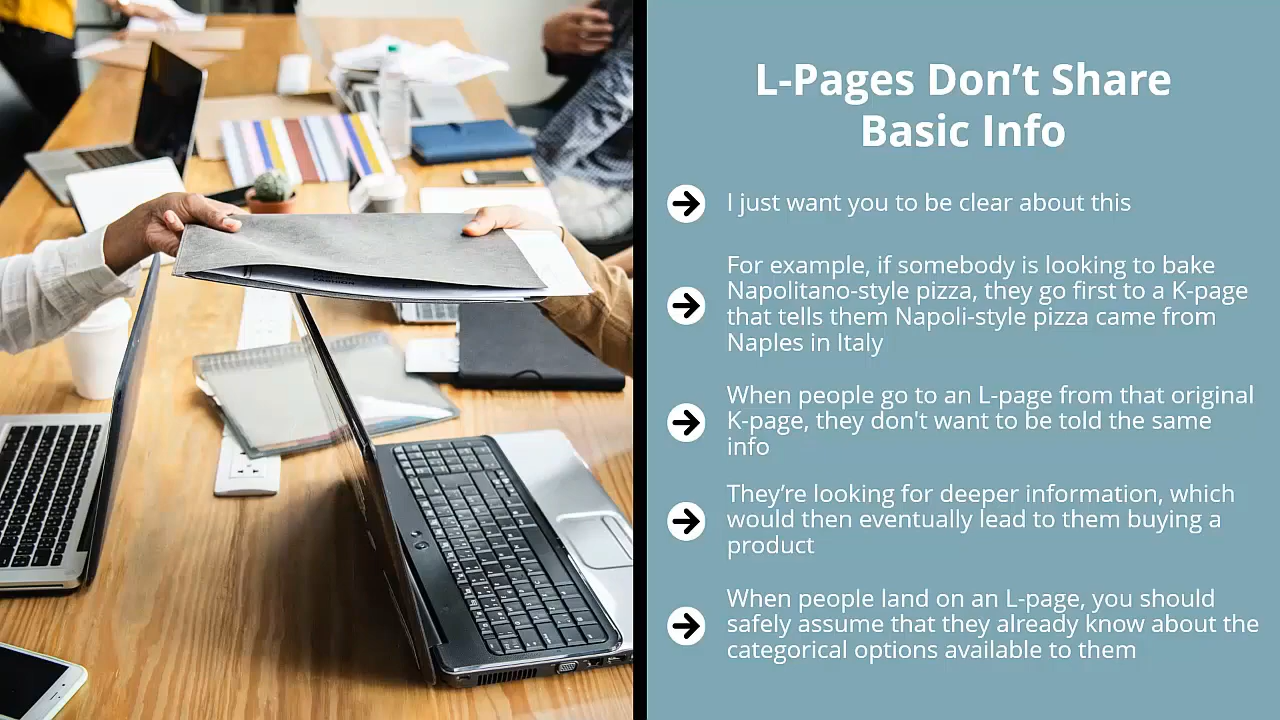 L-Pages Don’t Share
Basic Info
I just want you to be clear about this
For example, if somebody is looking to bake
Napolitano-style pizza, they go first to a K-page
that tells them Napoli-style pizza came from
Naples in Italy
When people go to an L-page from that original
K-page, they don't want to be told the same
info
They’re looking for deeper information, which
would then eventually lead to them buying a
product
When people land on an L-page, you should
safely assume that they already know about the
categorical options available to them